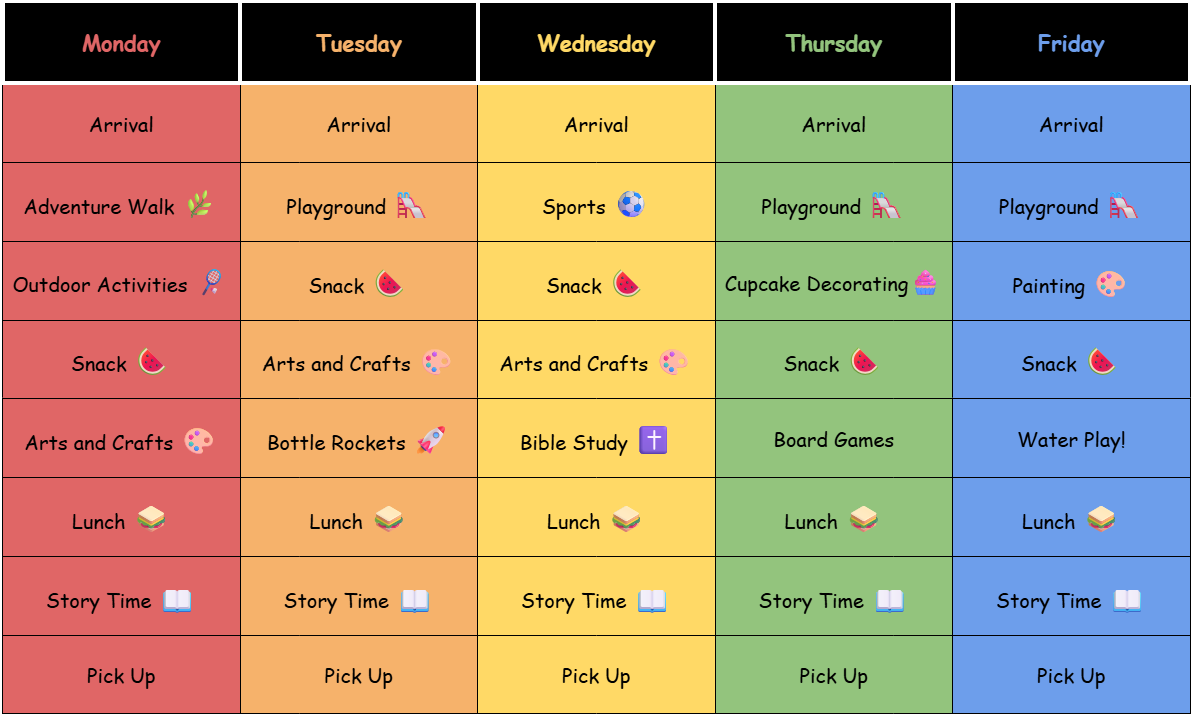 Monday Tuesday Wednesday Thursday Friday
Arrival Arrival Arrival Arrival Arrival
Adventure Walk Playground Sports Playground Playground
Outdoor Activities Snack Snack Cupcake Decorating Painting
Snack Arts and Crafts Arts and Crafts Snack Snack
Arts and Crafts Bottle Rockets Bible Study Board Games Water Play!
Lunch Lunch Lunch Lunch Lunch
Story Time Story Time Story Time Story Time Story Time
Pick Up Pick Up Pick Up Pick Up Pick Up